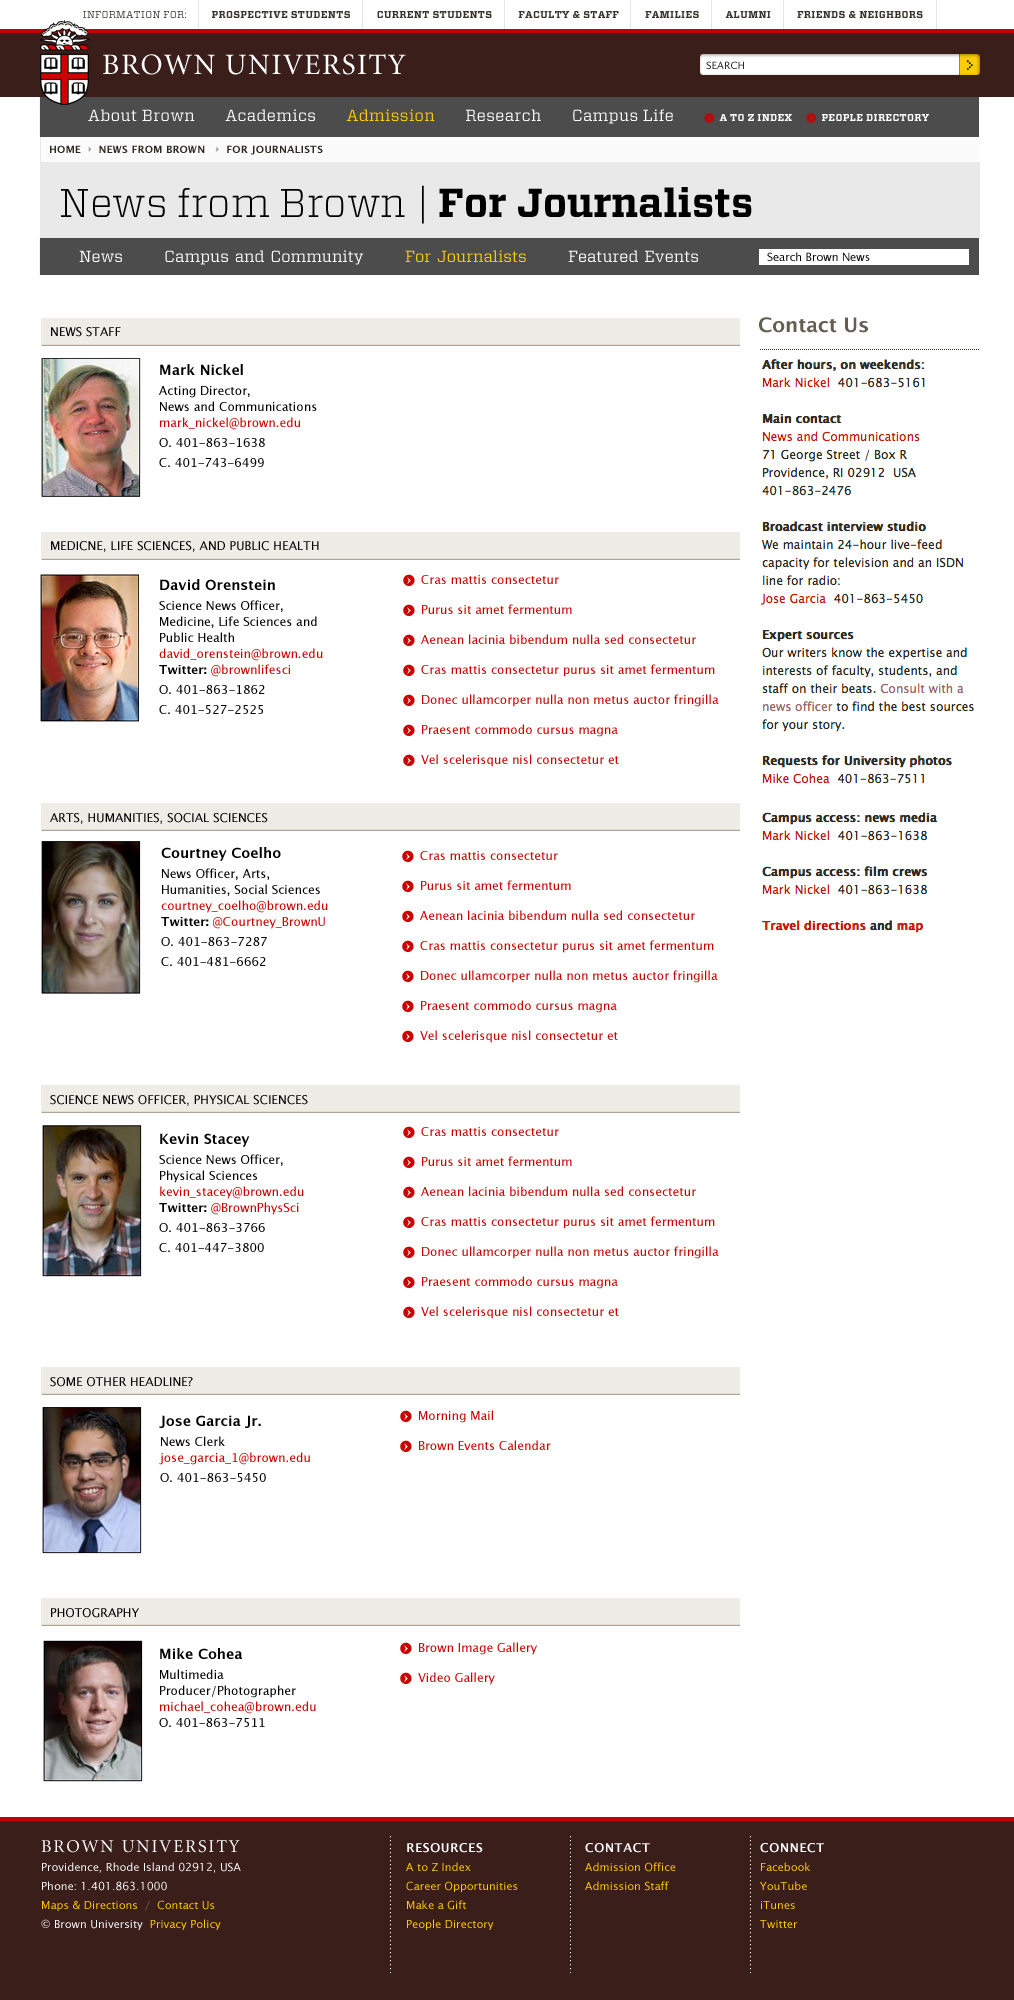 INFORMATION FOR: PROSPECTIVE STUDENTS CURRENT STUDENTS FACULTY & STAFF FAMILIES ALUMNI FRIENDS & NEIGHBORS
BROWN UNIVERSITY
SEARCH
About Brown Academics Admission Research Campus Life A TO Z INDEX PEOPLE DIRECTORY
HOME › NEWS FROM BROWN › FOR JOURNALISTS
News from Brown | For Journalists
News Campus and Community For Journalists Featured Events Search Brown News
NEWS STAFF
Mark Nickel
Acting Director,
News and Communications
mark_nickel@brown.edu
O. 401-863-1638
C. 401-743-6499
MEDICNE, LIFE SCIENCES, AND PUBLIC HEALTH
David Orenstein
Science News Officer,
Medicine, Life Sciences and
Public Health
david_orenstein@brown.edu
Twitter: @brownlifesci
O. 401-863-1862
C. 401-527-2525
Cras mattis consectetur
Purus sit amet fermentum
Aenean lacinia bibendum nulla sed consectetur
Cras mattis consectetur purus sit amet fermentum
Donec ullamcorper nulla non metus auctor fringilla
Praesent commodo cursus magna
Vel scelerisque nisl consectetur et
ARTS, HUMANITIES, SOCIAL SCIENCES
Courtney Coelho
News Officer, Arts,
Humanities, Social Sciences
courtney_coelho@brown.edu
Twitter: @Courtney_BrownU
O. 401-863-7287
C. 401-481-6662
Cras mattis consectetur
Purus sit amet fermentum
Aenean lacinia bibendum nulla sed consectetur
Cras mattis consectetur purus sit amet fermentum
Donec ullamcorper nulla non metus auctor fringilla
Praesent commodo cursus magna
Vel scelerisque nisl consectetur et
SCIENCE NEWS OFFICER, PHYSICAL SCIENCES
Kevin Stacey
Science News Officer,
Physical Sciences
kevin_stacey@brown.edu
Twitter: @BrownPhysSci
O. 401-863-3766
C. 401-447-3800
Cras mattis consectetur
Purus sit amet fermentum
Aenean lacinia bibendum nulla sed consectetur
Cras mattis consectetur purus sit amet fermentum
Donec ullamcorper nulla non metus auctor fringilla
Praesent commodo cursus magna
Vel scelerisque nisl consectetur et
SOME OTHER HEADLINE?
Jose Garcia Jr.
News Clerk
jose_garcia_1@brown.edu
O. 401-863-5450
Morning Mail
Brown Events Calendar
PHOTOGRAPHY
Mike Cohea
Multimedia
Producer/Photographer
michael_cohea@brown.edu
O. 401-863-7511
Brown Image Gallery
Video Gallery
Contact Us
After hours, on weekends:
Mark Nickel 401-683-5161
Main contact
News and Communications
71 George Street / Box R
Providence, RI 02912 USA
401-863-2476
Broadcast interview studio
We maintain 24-hour live-feed
capacity for television and an ISDN
line for radio:
Jose Garcia 401-863-5450
Expert sources
Our writers know the expertise and
interests of faculty, students, and
staff on their beats. Consult with a
news officer to find the best sources
for your story.
Requests for University photos
Mike Cohea 401-863-7511
Campus access: news media
Mark Nickel 401-863-1638
Campus access: film crews
Mark Nickel 401-863-1638
Travel directions and map
BROWN UNIVERSITY
Providence, Rhode Island 02912, USA
Phone: 1.401.863.1000
Maps & Directions / Contact Us
© Brown University Privacy Policy
RESOURCES
A to Z Index
Career Opportunities
Make a Gift
People Directory
CONTACT
Admission Office
Admission Staff
CONNECT
Facebook
YouTube
iTunes
Twitter